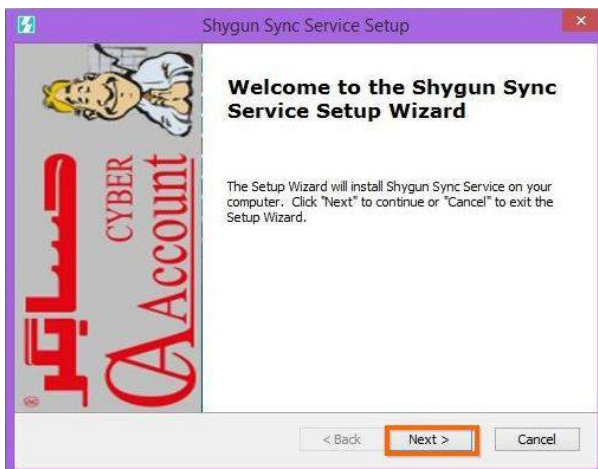 Shygun Sync Service Setup
Welcome to the Shygun Sync
Service Setup Wizard
The Setup Wizard will install Shygun Sync Service on your
computer. Click "Next" to continue or "Cancel" to exit the
Setup Wizard.
حسابگر
CYBER
CA Account
< Back
Next >
Cancel